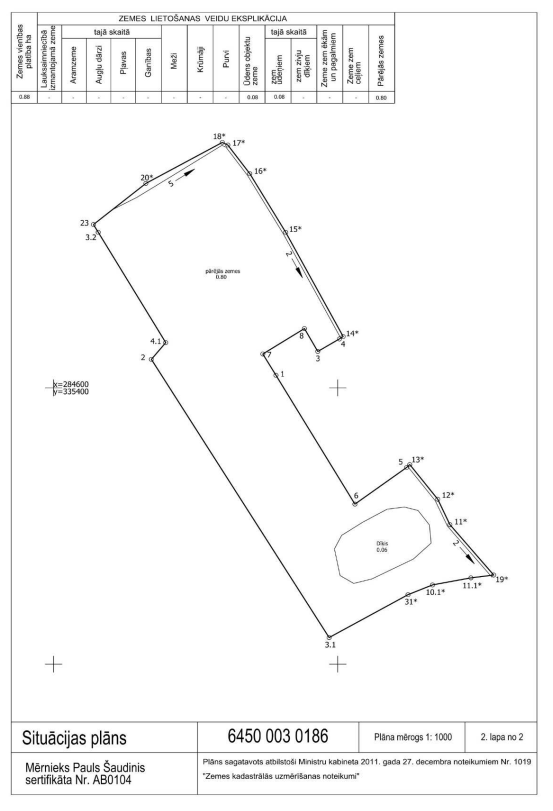 ZEMES LIETOŠANAS VEIDU EKSPLIKĀCIJA
Zemes vienības
platība ha
Lauksaimniecībā
izmantojamā zeme
tajā skaitā
Aramzeme
Augļu dārzi
Pļavas
Ganības
Meži
Krūmāji
Purvi
Ūdens objektu
zeme
tajā skaitā
zem
ūdeņiem
zem zivju
dīķiem
Zeme zem ēkām
un pagalmiem
Zeme zem
ceļiem
Pārējās zemes
0.88 - - - - - - - - 0.08 0.08 - - - 0.80
18*
17*
16*
20*
5
23
3.2
15*
2
pārējās zemes
0.80
14*
4
8
4.1
3
7
2
1
x=284600
y=335400
5
13*
12*
6
11*
2
Dīķis
0.06
19*
11.1*
10.1*
31*
3.1
Situācijas plāns
6450 003 0186
Plāna mērogs 1: 1000
2. lapa no 2
Mērnieks Pauls Šaudinis
sertifikāta Nr. AB0104
Plāns sagatavots atbilstoši Ministru kabineta 2011. gada 27. decembra noteikumiem Nr. 1019
"Zemes kadastrālās uzmērīšanas noteikumi"